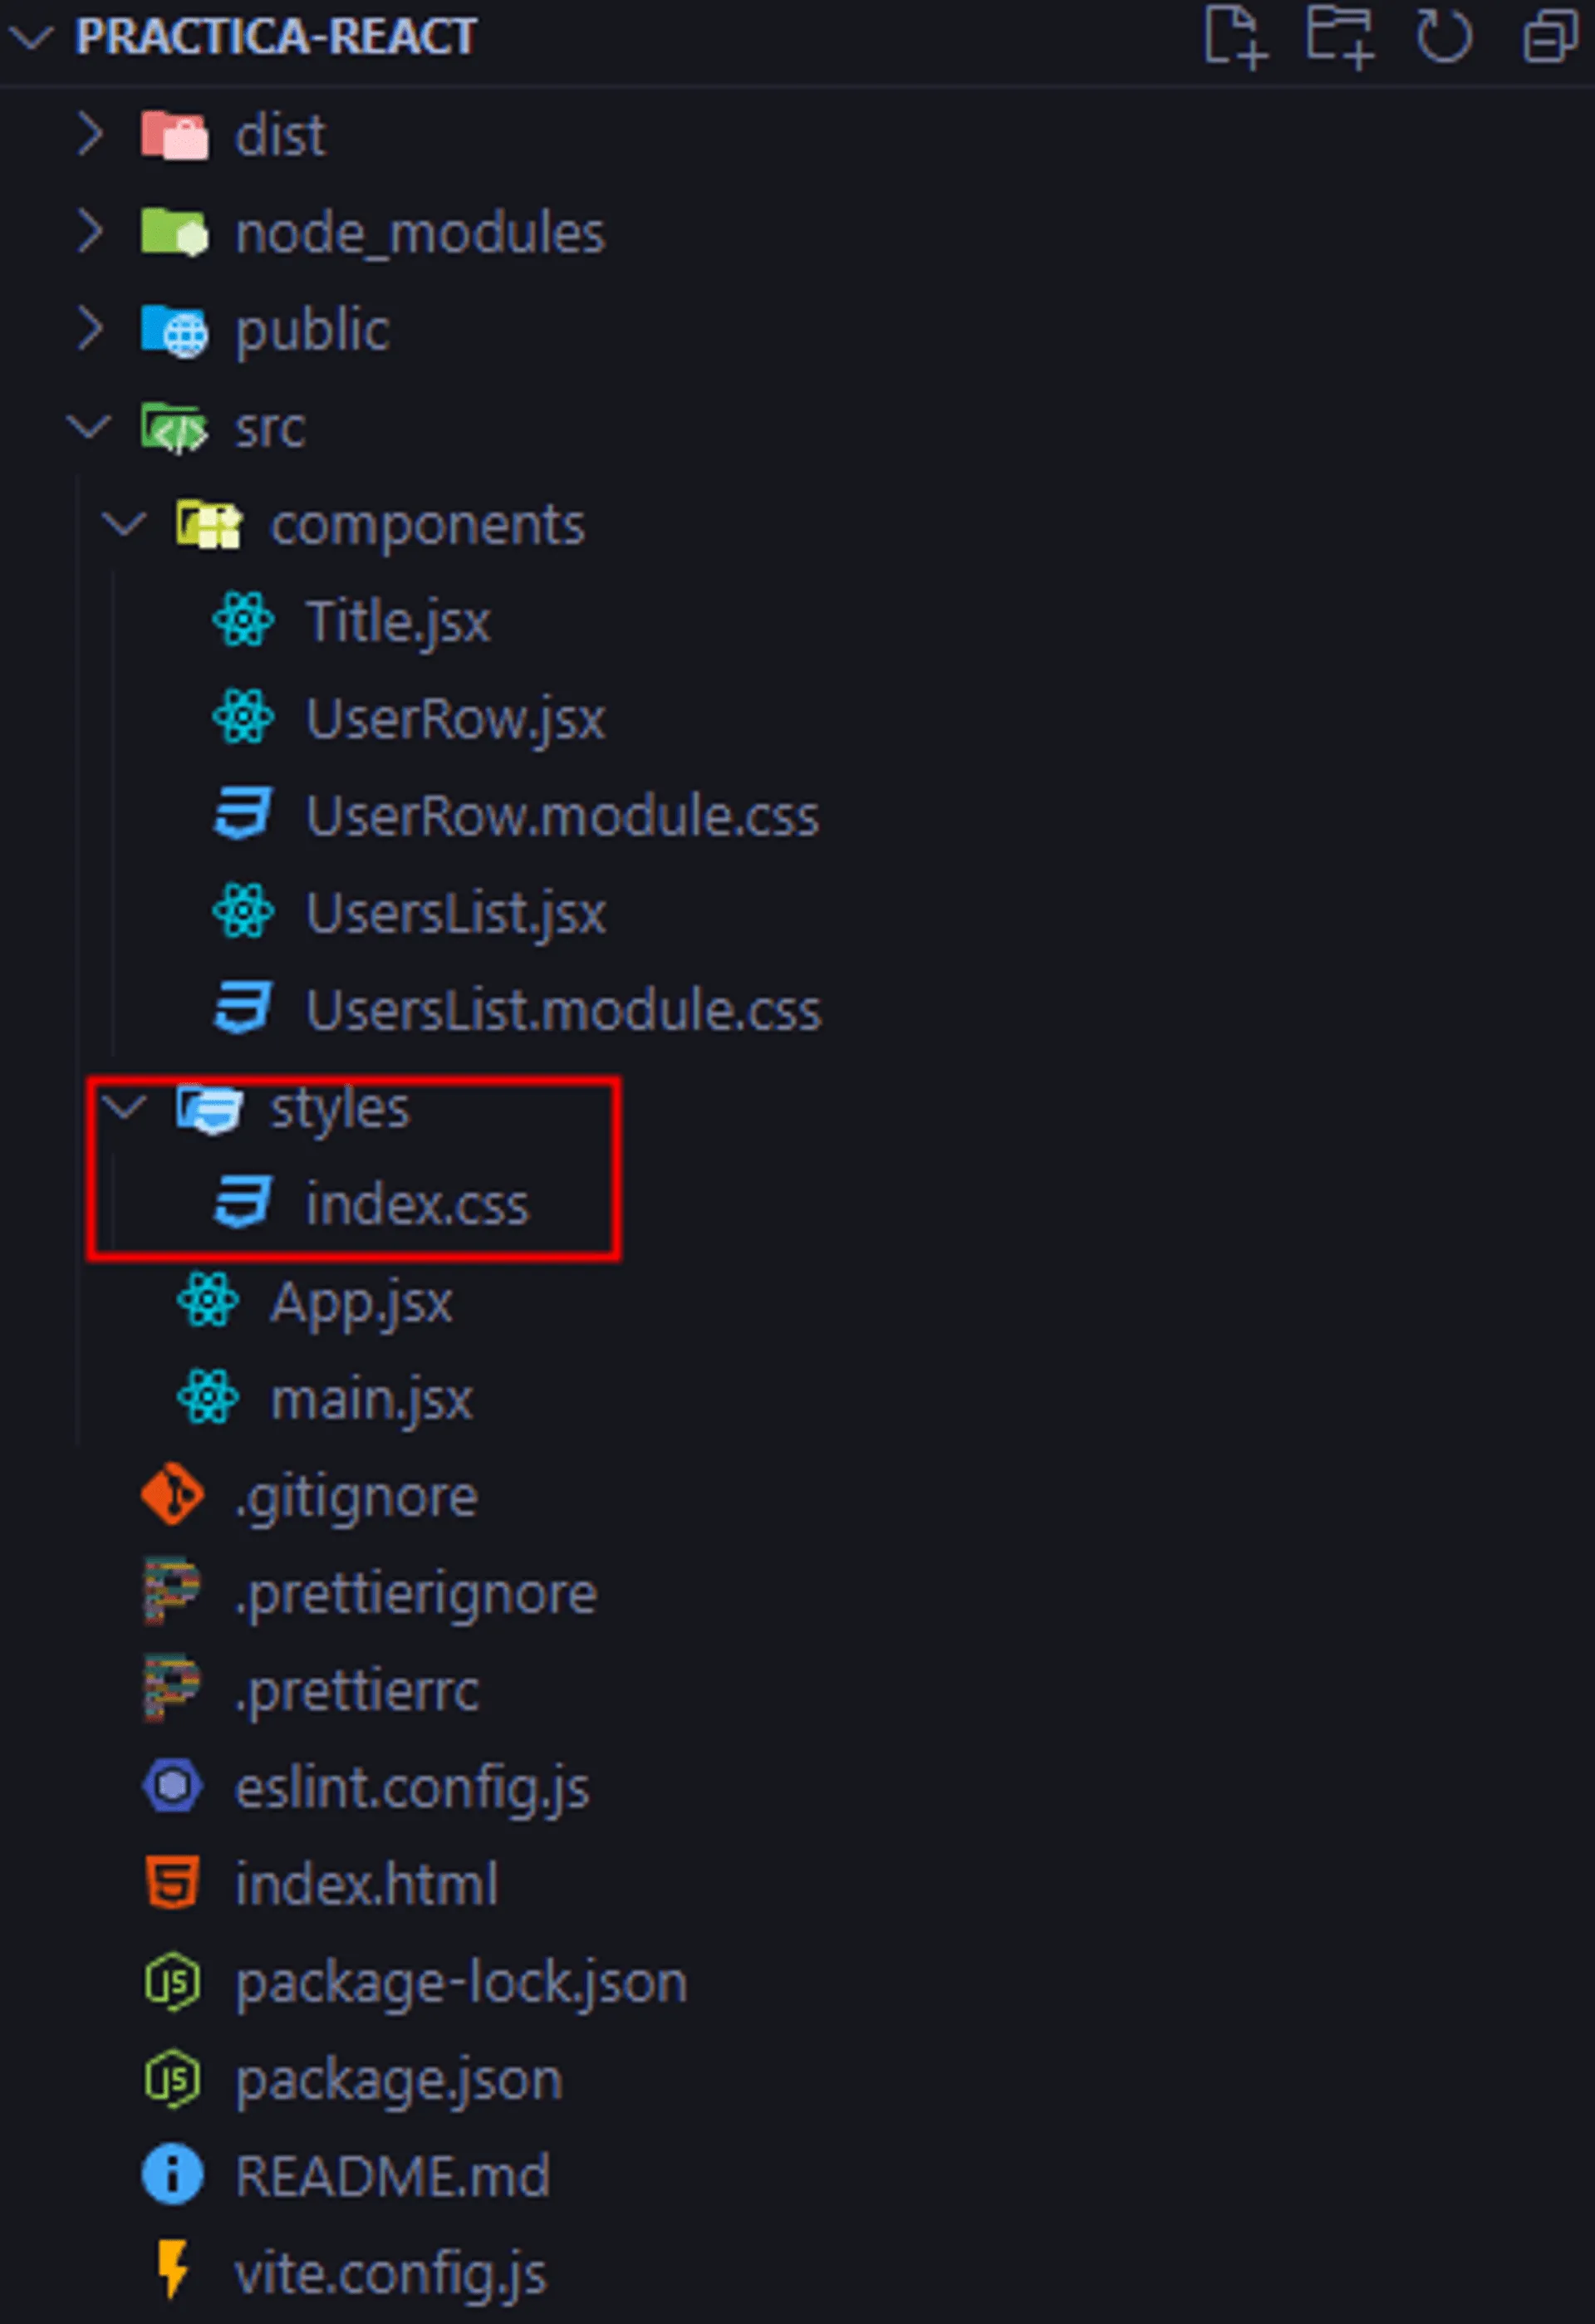 PRACTICA-REACT
dist
node_modules
public
src
components
Title.jsx
UserRow.jsx
UserRow.module.css
UsersList.jsx
UsersList.module.css
styles
index.css
App.jsx
main.jsx
.gitignore
.prettierignore
.prettierrc
eslint.config.js
index.html
package-lock.json
package.json
README.md
vite.config.js